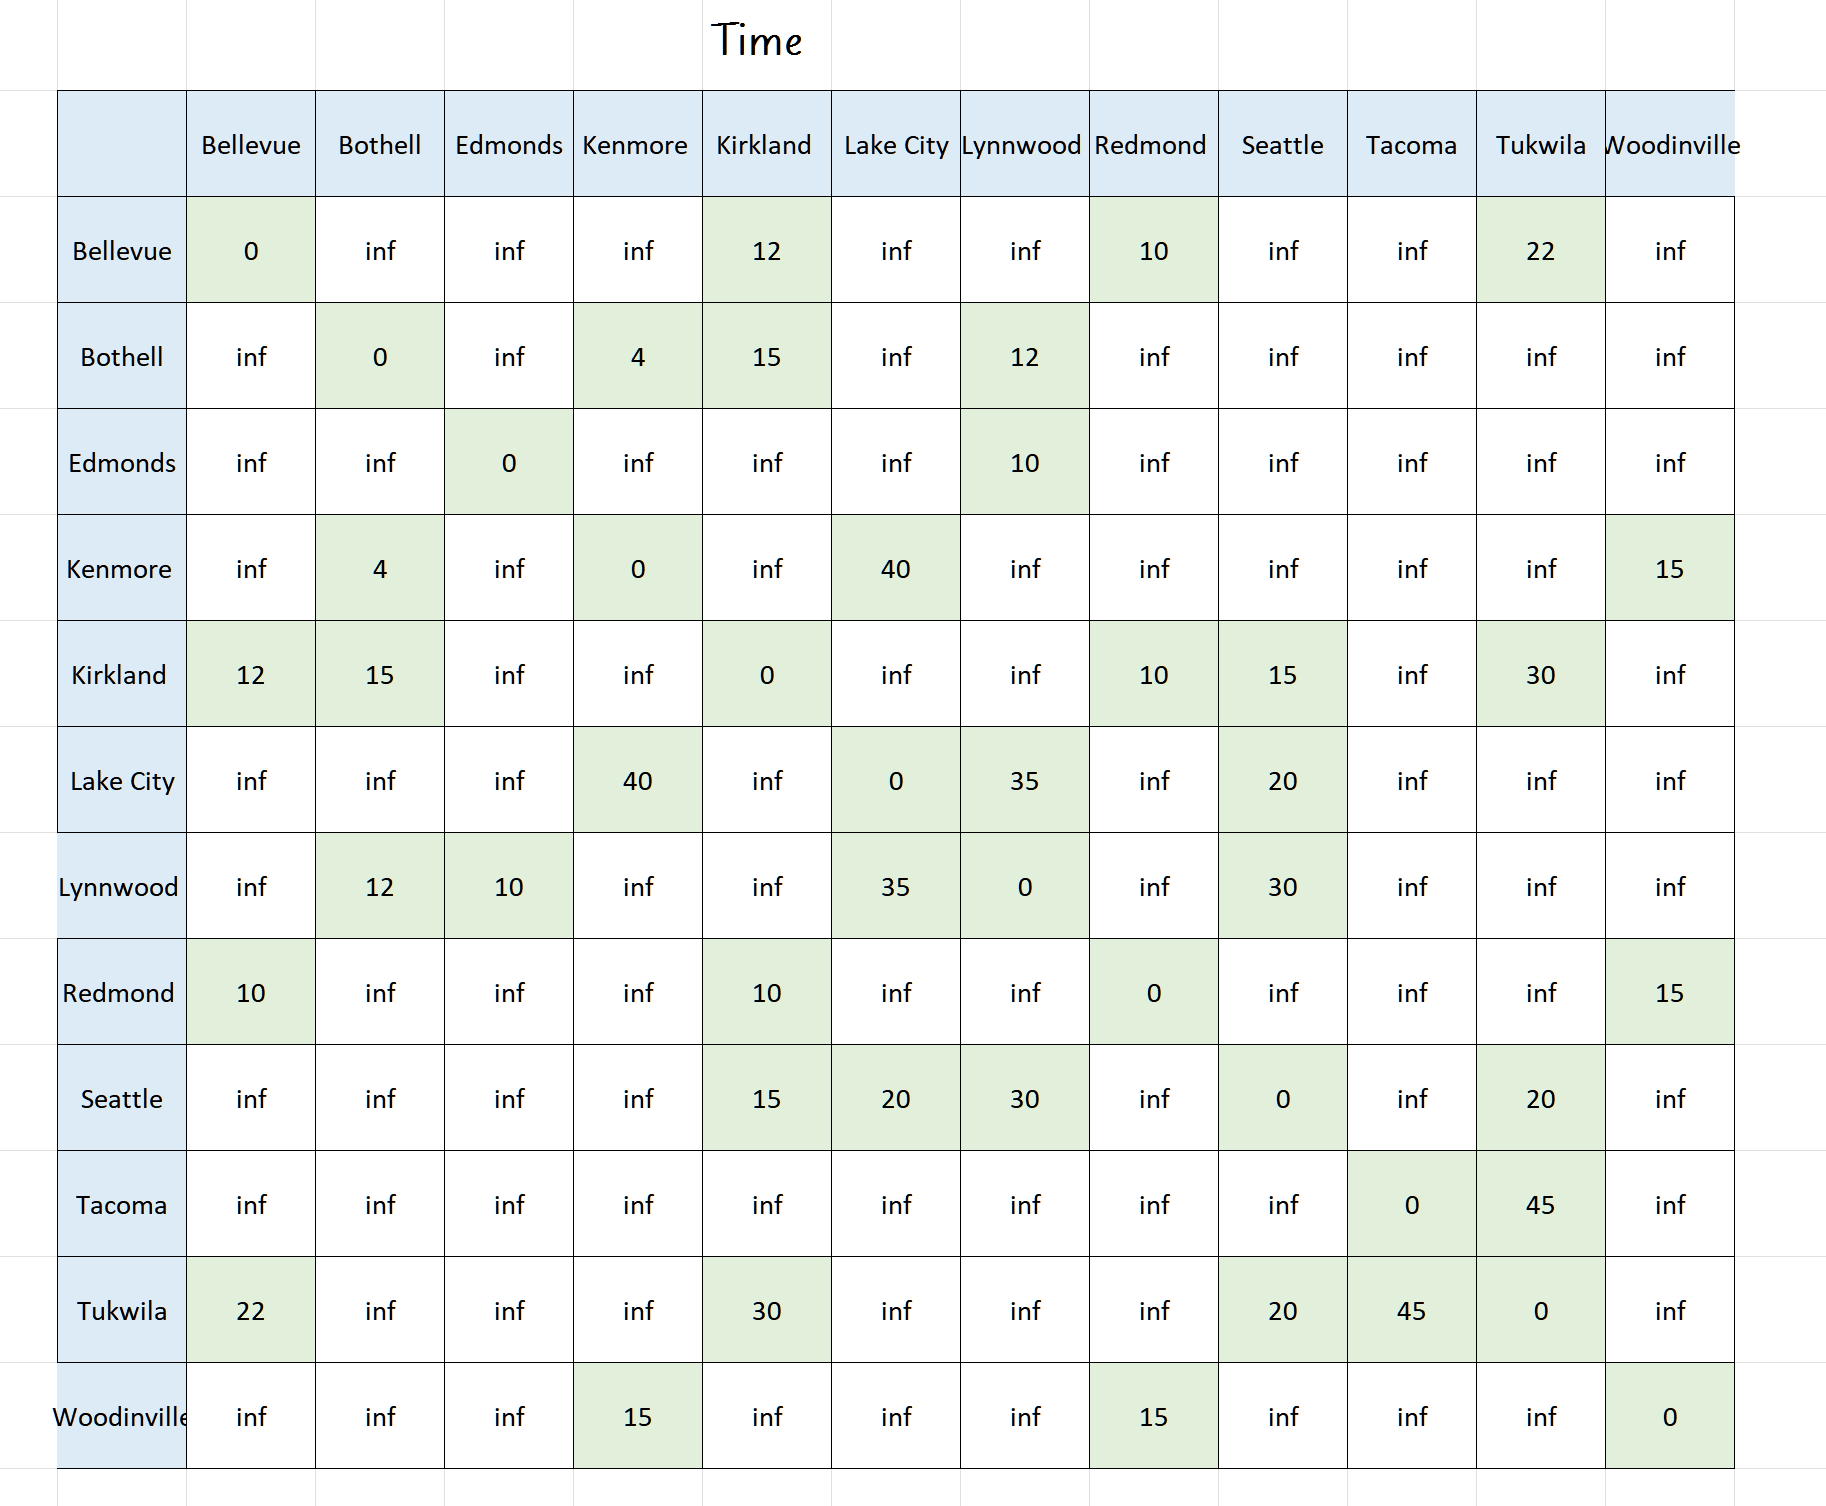 Time
Bellevue Bothell Edmonds Kenmore Kirkland Lake City Lynnwood Redmond Seattle Tacoma Tukwila Woodinville
Bellevue 0 inf inf inf 12 inf inf 10 inf inf 22 inf
Bothell inf 0 inf 4 15 inf 12 inf inf inf inf inf
Edmonds inf inf 0 inf inf inf 10 inf inf inf inf inf
Kenmore inf 4 inf 0 inf 40 inf inf inf inf inf 15
Kirkland 12 15 inf inf 0 inf inf 10 15 inf 30 inf
Lake City inf inf inf 40 inf 0 35 inf 20 inf inf inf
Lynnwood inf 12 10 inf inf 35 0 inf 30 inf inf inf
Redmond 10 inf inf inf 10 inf inf 0 inf inf inf 15
Seattle inf inf inf inf 15 20 30 inf 0 inf 20 inf
Tacoma inf inf inf inf inf inf inf inf inf 0 45 inf
Tukwila 22 inf inf inf 30 inf inf inf 20 45 0 inf
Woodinville inf inf inf 15 inf inf inf 15 inf inf inf 0